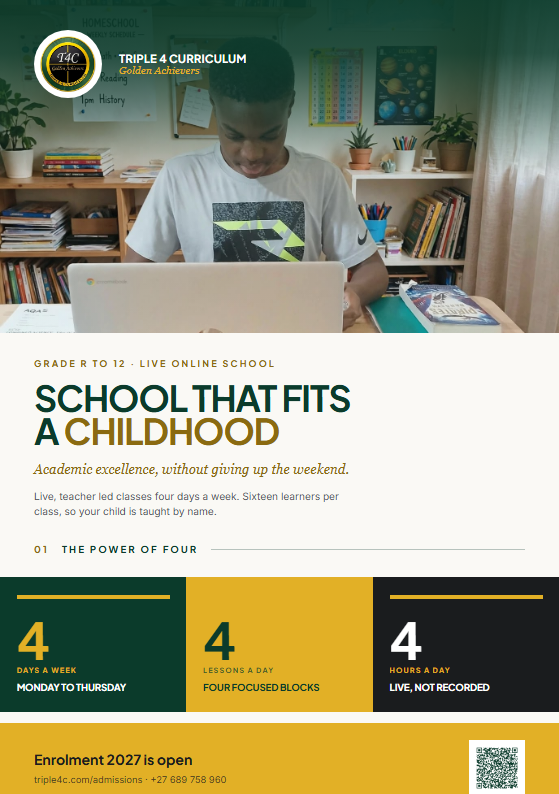 HOMESCHOOL
T4C
Golden Achievers
TRIPLE 4 CURRICULUM
Golden Achievers
1pm History
GRADE R TO 12 · LIVE ONLINE SCHOOL
SCHOOL THAT FITS
A CHILDHOOD
Academic excellence, without giving up the weekend.
Live, teacher led classes four days a week. Sixteen learners per
class, so your child is taught by name.
01 THE POWER OF FOUR
4
DAYS A WEEK
MONDAY TO THURSDAY
4
LESSONS A DAY
FOUR FOCUSED BLOCKS
4
HOURS A DAY
LIVE, NOT RECORDED
Enrolment 2027 is open
triple4c.com/admissions · +27 689 758 960